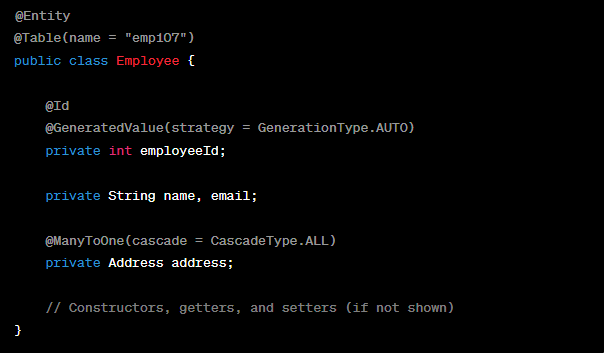 @Entity
@Table(name = "emp107")
public class Employee {
@Id
@GeneratedValue(strategy = GenerationType.AUTO)
private int employeeId;
private String name, email;
@ManyToOne(cascade = CascadeType.ALL)
private Address address;
// Constructors, getters, and setters (if not shown)
}